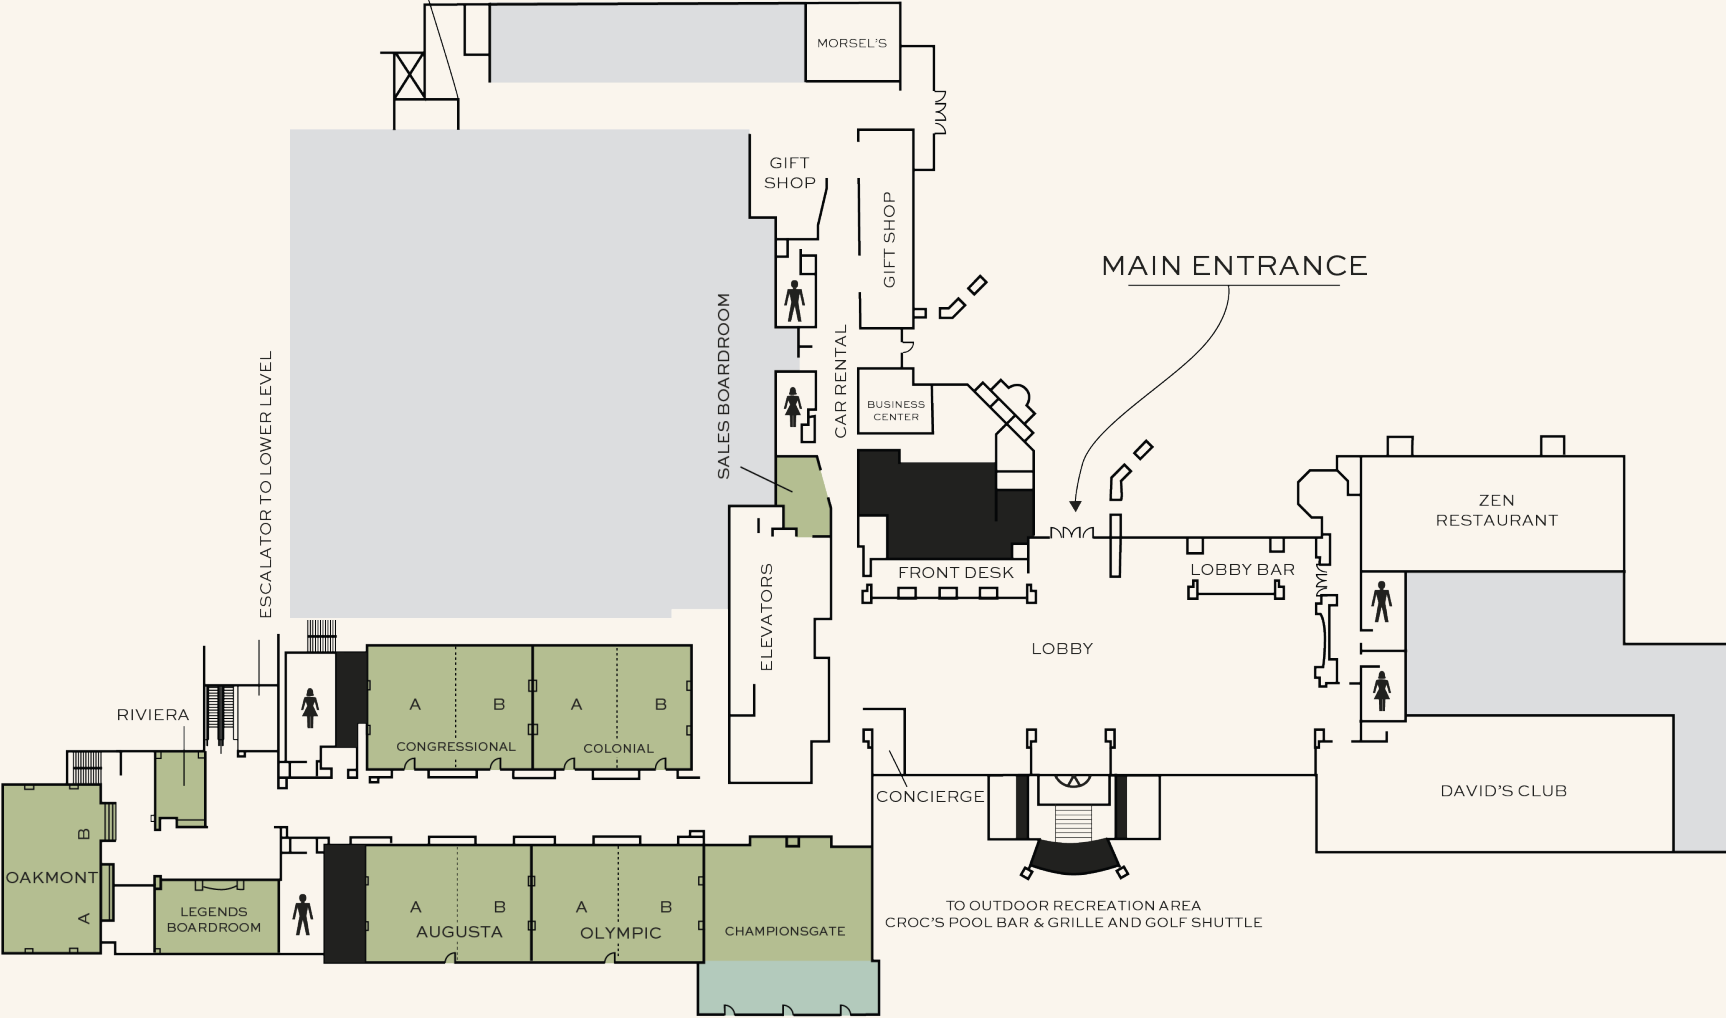 MORSEL'S
GIFT
SHOP
GIFT SHOP
MAIN ENTRANCE
SALES BOARDROOM
CAR RENTAL
ESCALATOR TO LOWER LEVEL
BUSINESS
CENTER
ZEN
RESTAURANT
ELEVATORS
FRONT DESK
LOBBY BAR
LOBBY
RIVIERA
A
B
CONGRESSIONAL
A
B
COLONIAL
CONCIERGE
DAVID'S CLUB
B
OAKMONT
A
LEGENDS
BOARDROOM
A
B
AUGUSTA
A
B
OLYMPIC
CHAMPIONSGATE
TO OUTDOOR RECREATION AREA
CROC'S POOL BAR & GRILLE AND GOLF SHUTTLE